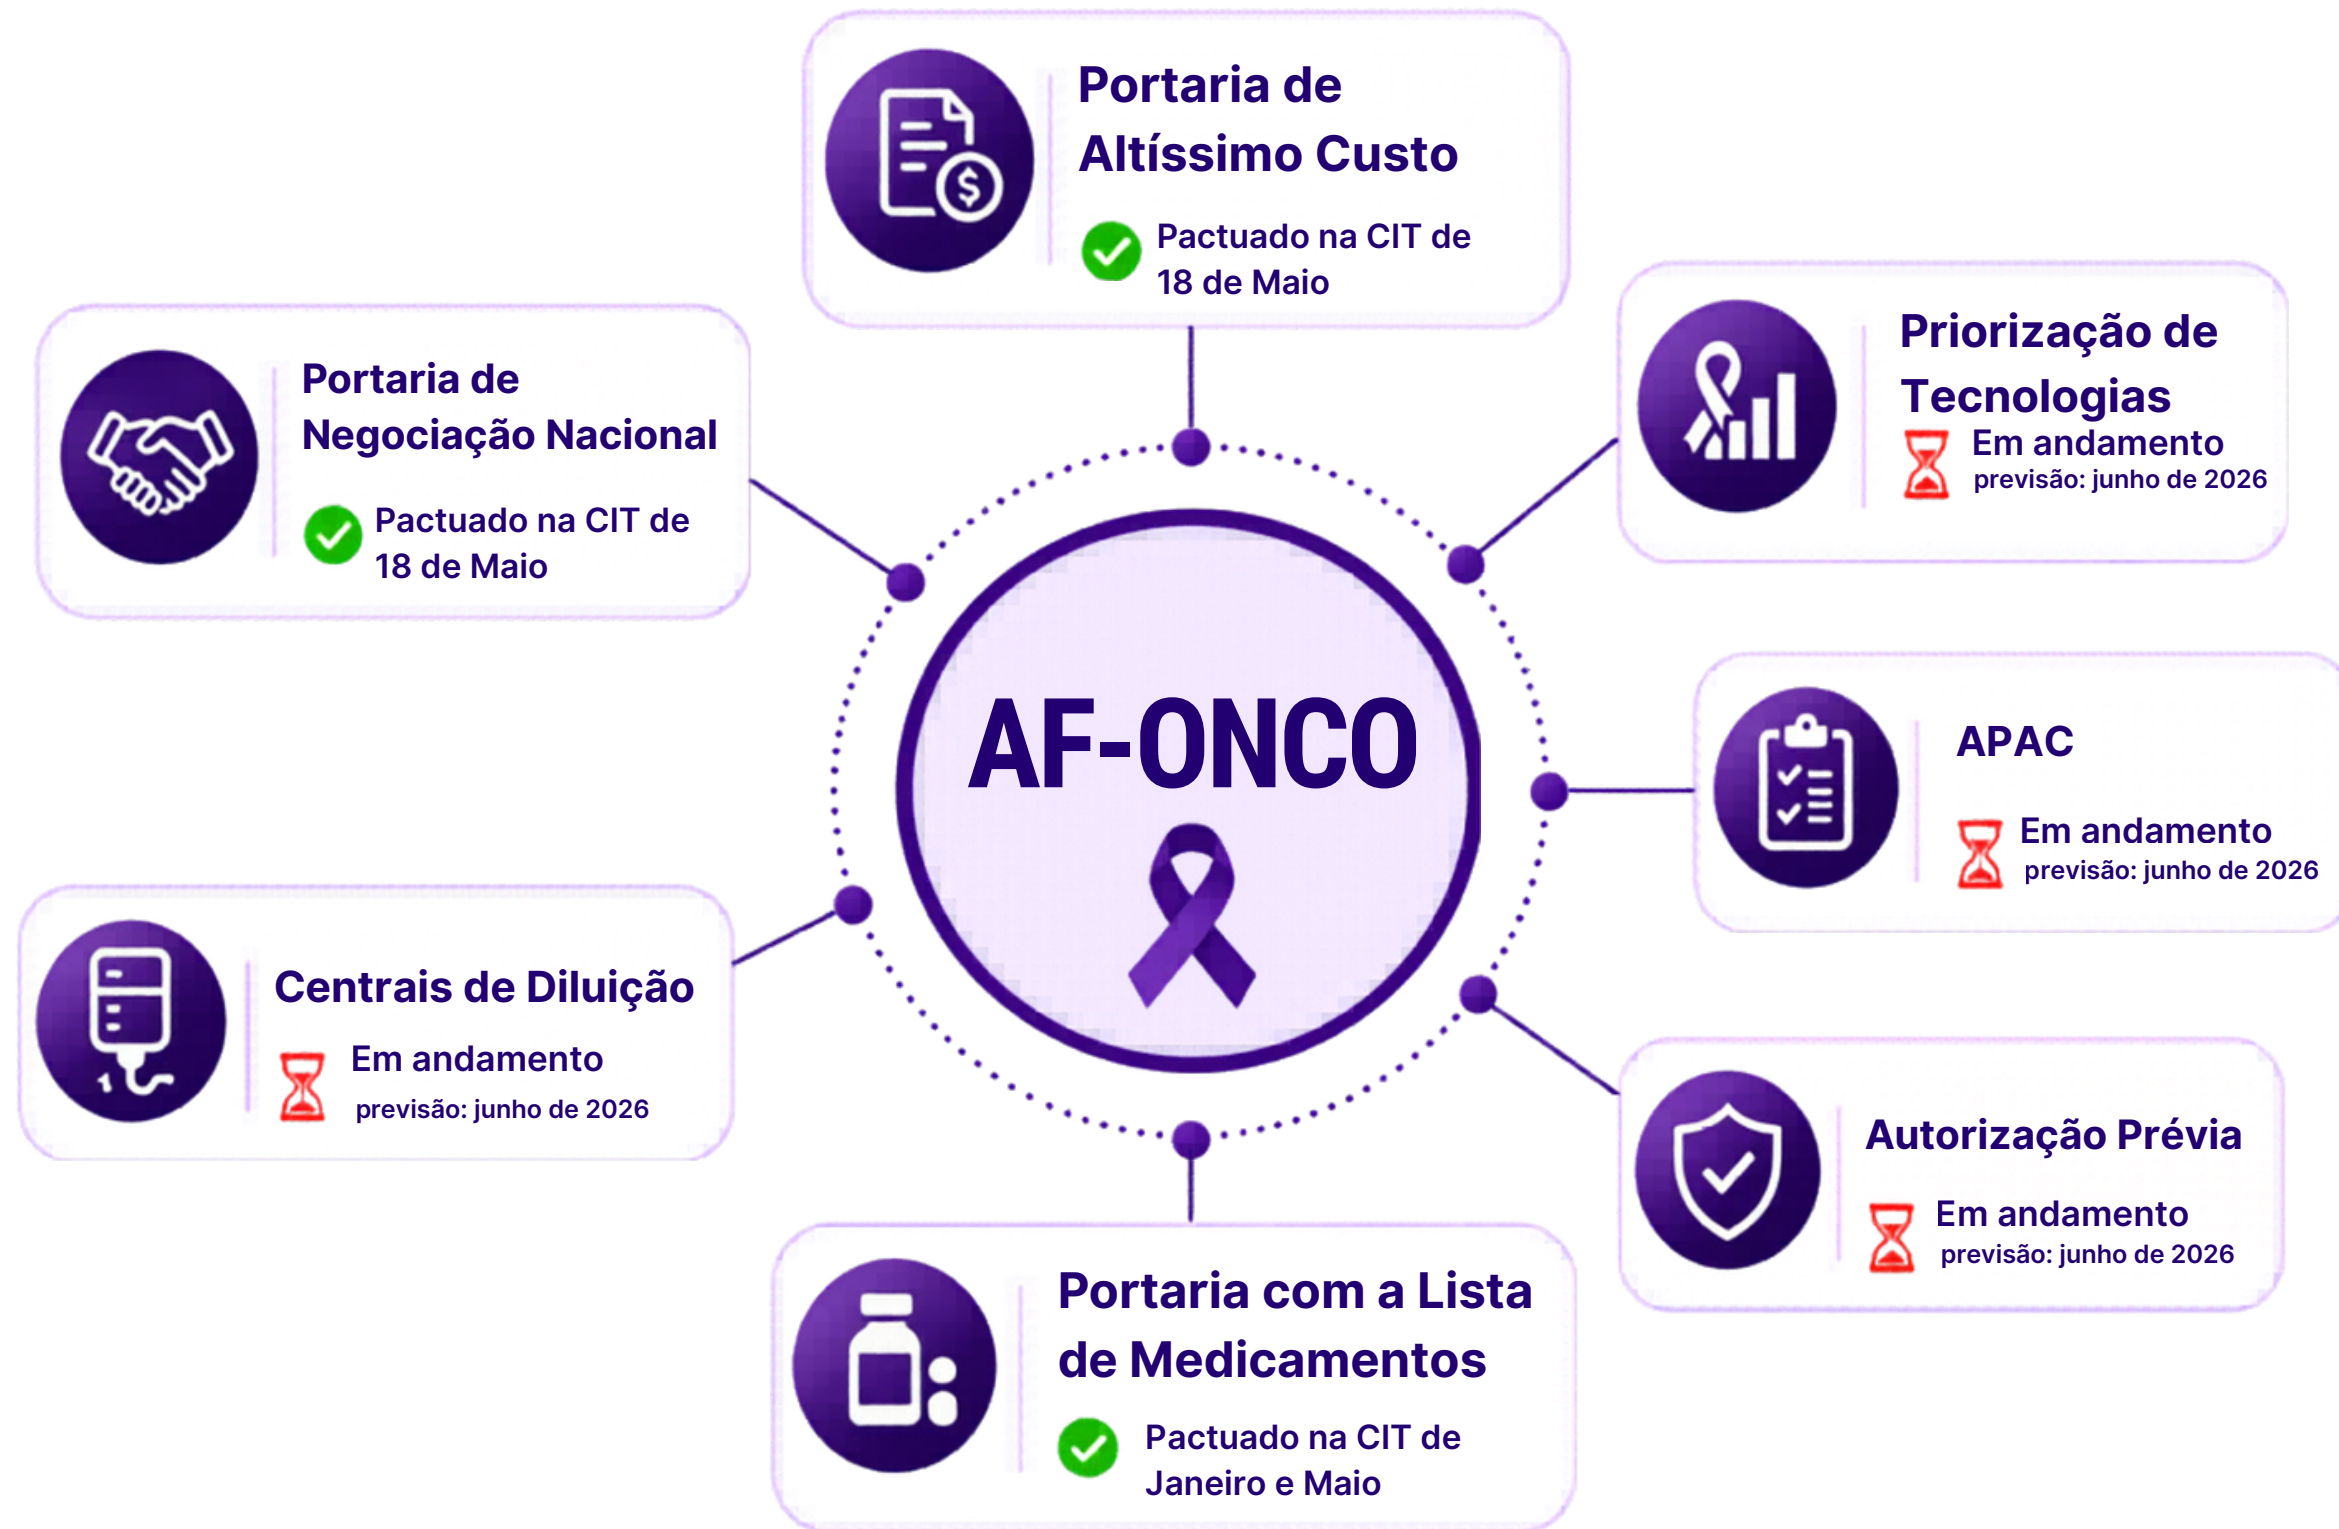 Portaria de
Altíssimo Custo
Pactuado na CIT de
18 de Maio
Portaria de
Negociação Nacional
Pactuado na CIT de
18 de Maio
Priorização de
Tecnologias
Em andamento
previsão: junho de 2026
AF-ONCO
APAC
Em andamento
previsão: junho de 2026
Centrais de Diluição
Em andamento
previsão: junho de 2026
Autorização Prévia
Em andamento
previsão: junho de 2026
Portaria com a Lista
de Medicamentos
Pactuado na CIT de
Janeiro e Maio